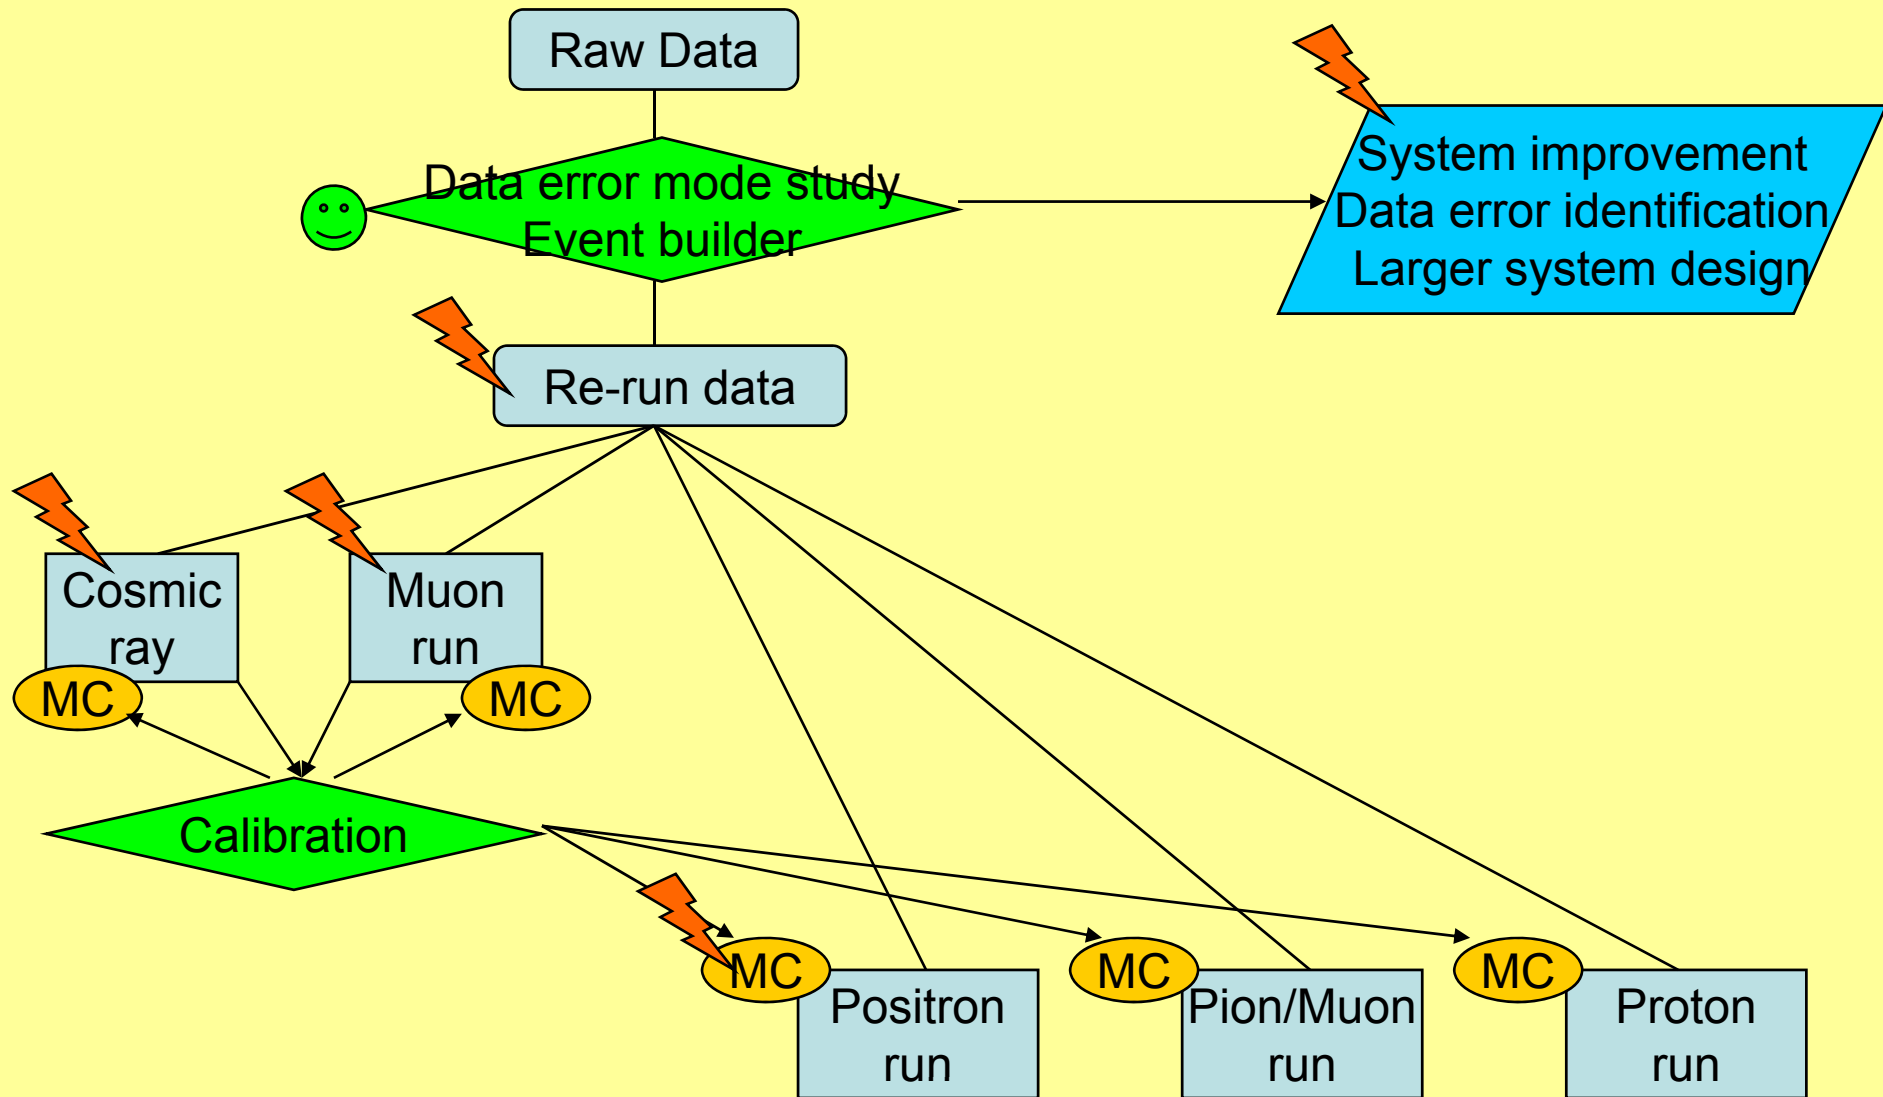 Raw Data
Data error mode study
Event builder
System improvement
Data error identification
Larger system design
Re-run data
Cosmic
ray
Muon
run
MC
MC
Calibration
MC
MC
MC
Positron
run
Pion/Muon
run
Proton
run